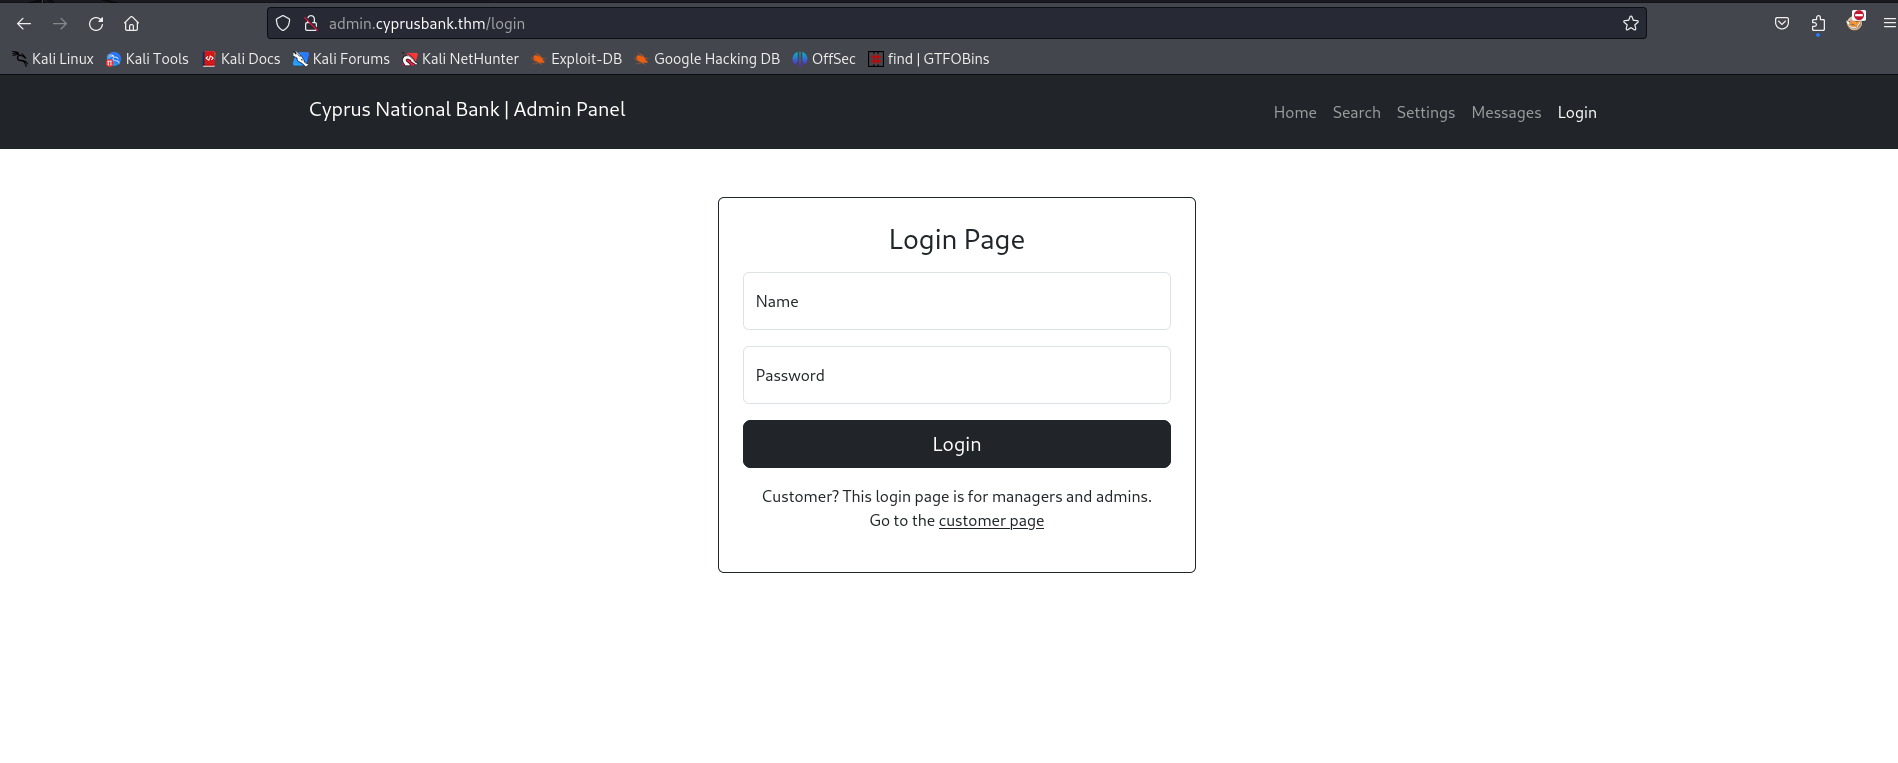 admin.cyprusbank.thm/login
Kali Linux Kali Tools Kali Docs Kali Forums Kali NetHunter Exploit-DB Google Hacking DB OffSec find | GTFOBins
Cyprus National Bank | Admin Panel Home Search Settings Messages Login
Login Page
Name
Password
Login
Customer? This login page is for managers and admins.
Go to the customer page